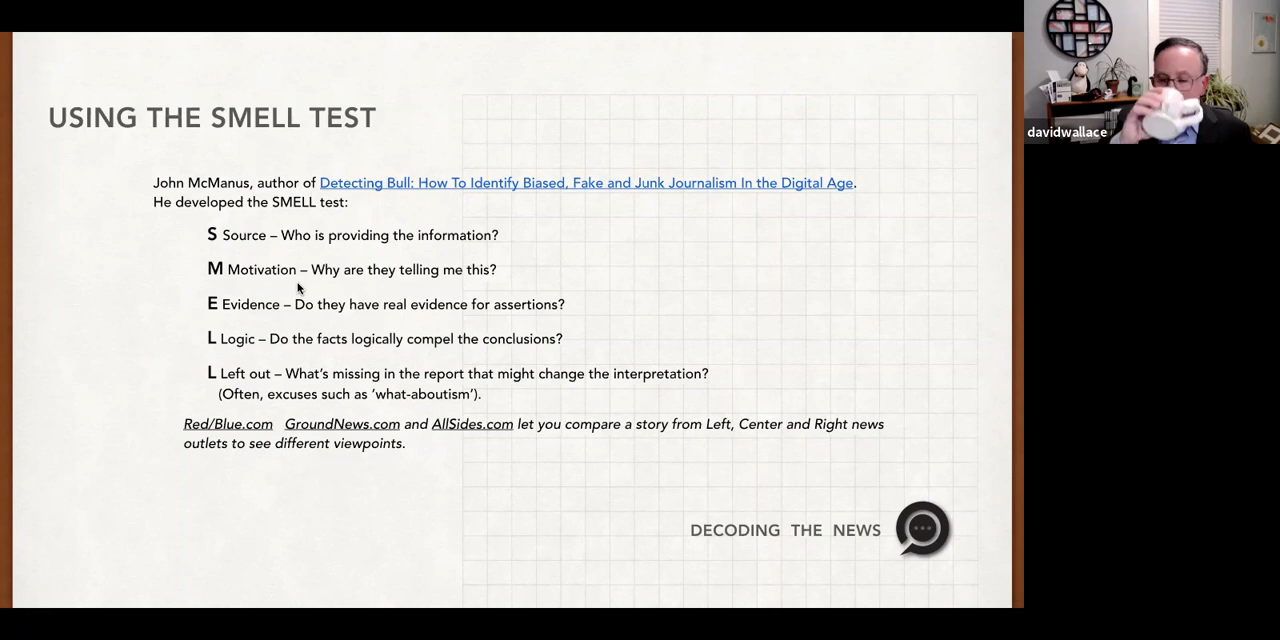 USING THE SMELL TEST
John McManus, author of Detecting Bull: How To Identify Biased, Fake and Junk Journalism In the Digital Age.
He developed the SMELL test:
S Source – Who is providing the information?
M Motivation – Why are they telling me this?
E Evidence – Do they have real evidence for assertions?
L Logic – Do the facts logically compel the conclusions?
L Left out – What’s missing in the report that might change the interpretation?
(Often, excuses such as ‘what-aboutism’).
Red/Blue.com GroundNews.com and AllSides.com let you compare a story from Left, Center and Right news
outlets to see different viewpoints.
DECODING THE NEWS
davidwallace